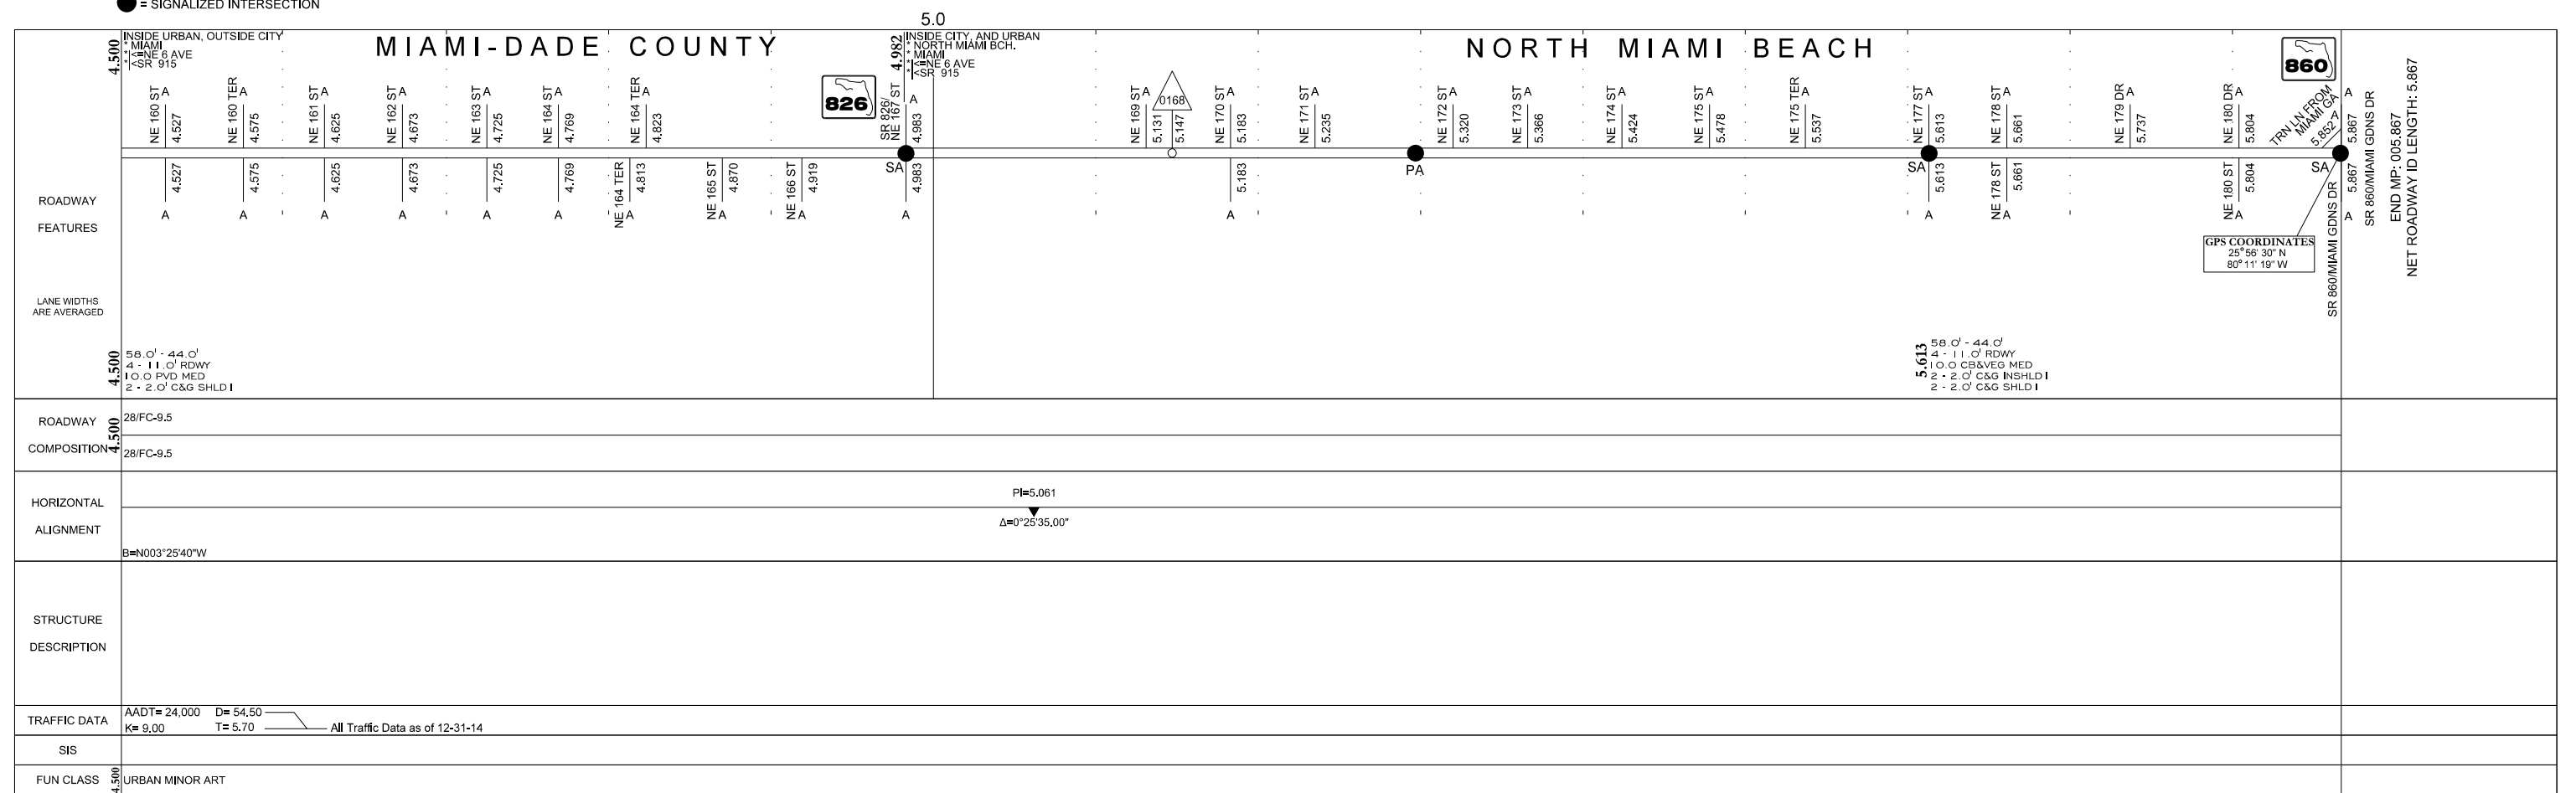 = SIGNALIZED INTERSECTION
5.0
4.500
INSIDE URBAN, OUTSIDE CITY
* MIAMI
* <=NE 6 AVE
* <SR 915
MIAMI-DADE COUNTY
4.982
INSIDE CITY, AND URBAN
* NORTH MIAMI BCH.
* MIAMI
* <=NE 6 AVE
* <SR 915
NORTH MIAMI BEACH
826
860
NE 160 ST A
4.527
NE 160 TER A
4.575
NE 161 ST A
4.625
NE 162 ST A
4.673
NE 163 ST A
4.725
NE 164 ST A
4.769
NE 164 TER A
4.823
SR 826/
NE 167 ST A
4.983
NE 169 ST A
5.131
0168
5.147
NE 170 ST A
5.183
NE 171 ST A
5.235
NE 172 ST A
5.320
NE 173 ST A
5.366
NE 174 ST A
5.424
NE 175 ST A
5.478
NE 175 TER A
5.537
NE 177 ST A
5.613
NE 178 ST A
5.661
NE 179 DR A
5.737
NE 180 DR A
5.804
TRN LN FROM
MIAMI GA
5.852 A
A
5.867
SR 860/MIAMI GDNS DR
END MP: 005.867
NET ROADWAY ID LENGTH: 5.867
4.527
A
4.575
A
4.625
A
4.673
A
4.725
A
4.769
A
NE 164 TER
4.813
A
NE 165 ST
4.870
A
NE 166 ST
4.919
A
SA
4.983
A
5.183
A
PA
SA
5.613
A
NE 178 ST
5.661
A
NE 180 ST
5.804
A
SA
5.867
A
SR 860/MIAMI GDNS DR
GPS COORDINATES
25° 56' 30" N
80° 11' 19" W
ROADWAY
FEATURES
LANE WIDTHS
ARE AVERAGED
4.500
58.0' - 44.0'
4 - 11.0' RDWY
10.0 PVD MED
2 - 2.0' C&G SHLD1
5.613
58.0' - 44.0'
4 - 11.0' RDWY
10.0 CB&VEG MED
2 - 2.0' C&G INSHLD1
2 - 2.0' C&G SHLD1
ROADWAY
COMPOSITION
4.500
28/FC-9.5
28/FC-9.5
HORIZONTAL
ALIGNMENT
PI=5.061
Δ=0°25'35.00"
B=N003°25'40"W
STRUCTURE
DESCRIPTION
TRAFFIC DATA
AADT= 24,000 D= 54.50
K= 9.00 T= 5.70 All Traffic Data as of 12-31-14
SIS
FUN CLASS
4.500
URBAN MINOR ART